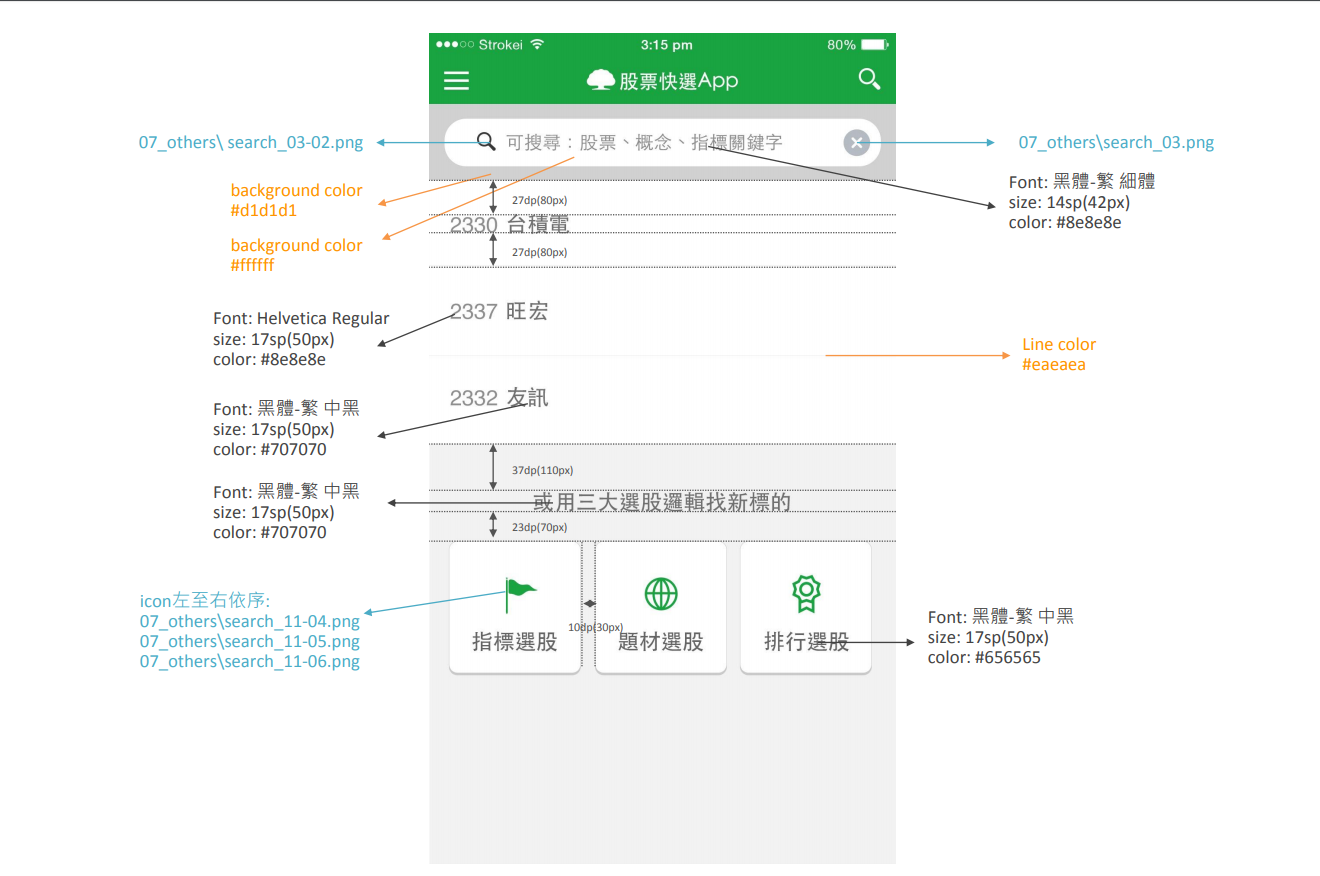 Strokei
3:15 pm
80%
股票快選App
07_others\ search_03-02.png
可搜尋：股票、概念、指標關鍵字
07_others\search_03.png
background color
#d1d1d1
Font: 黑體-繁 細體
size: 14sp(42px)
color: #8e8e8e
27dp(80px)
2330 台積電
background color
#ffffff
27dp(80px)
Font: Helvetica Regular
size: 17sp(50px)
color: #8e8e8e
2337 旺宏
Line color
#eaeaea
2332 友訊
Font: 黑體-繁 中黑
size: 17sp(50px)
color: #707070
37dp(110px)
Font: 黑體-繁 中黑
size: 17sp(50px)
color: #707070
或用三大選股邏輯找新標的
23dp(70px)
icon左至右依序:
07_others\search_11-04.png
07_others\search_11-05.png
07_others\search_11-06.png
10dp(30px)
指標選股
題材選股
排行選股
Font: 黑體-繁 中黑
size: 17sp(50px)
color: #656565